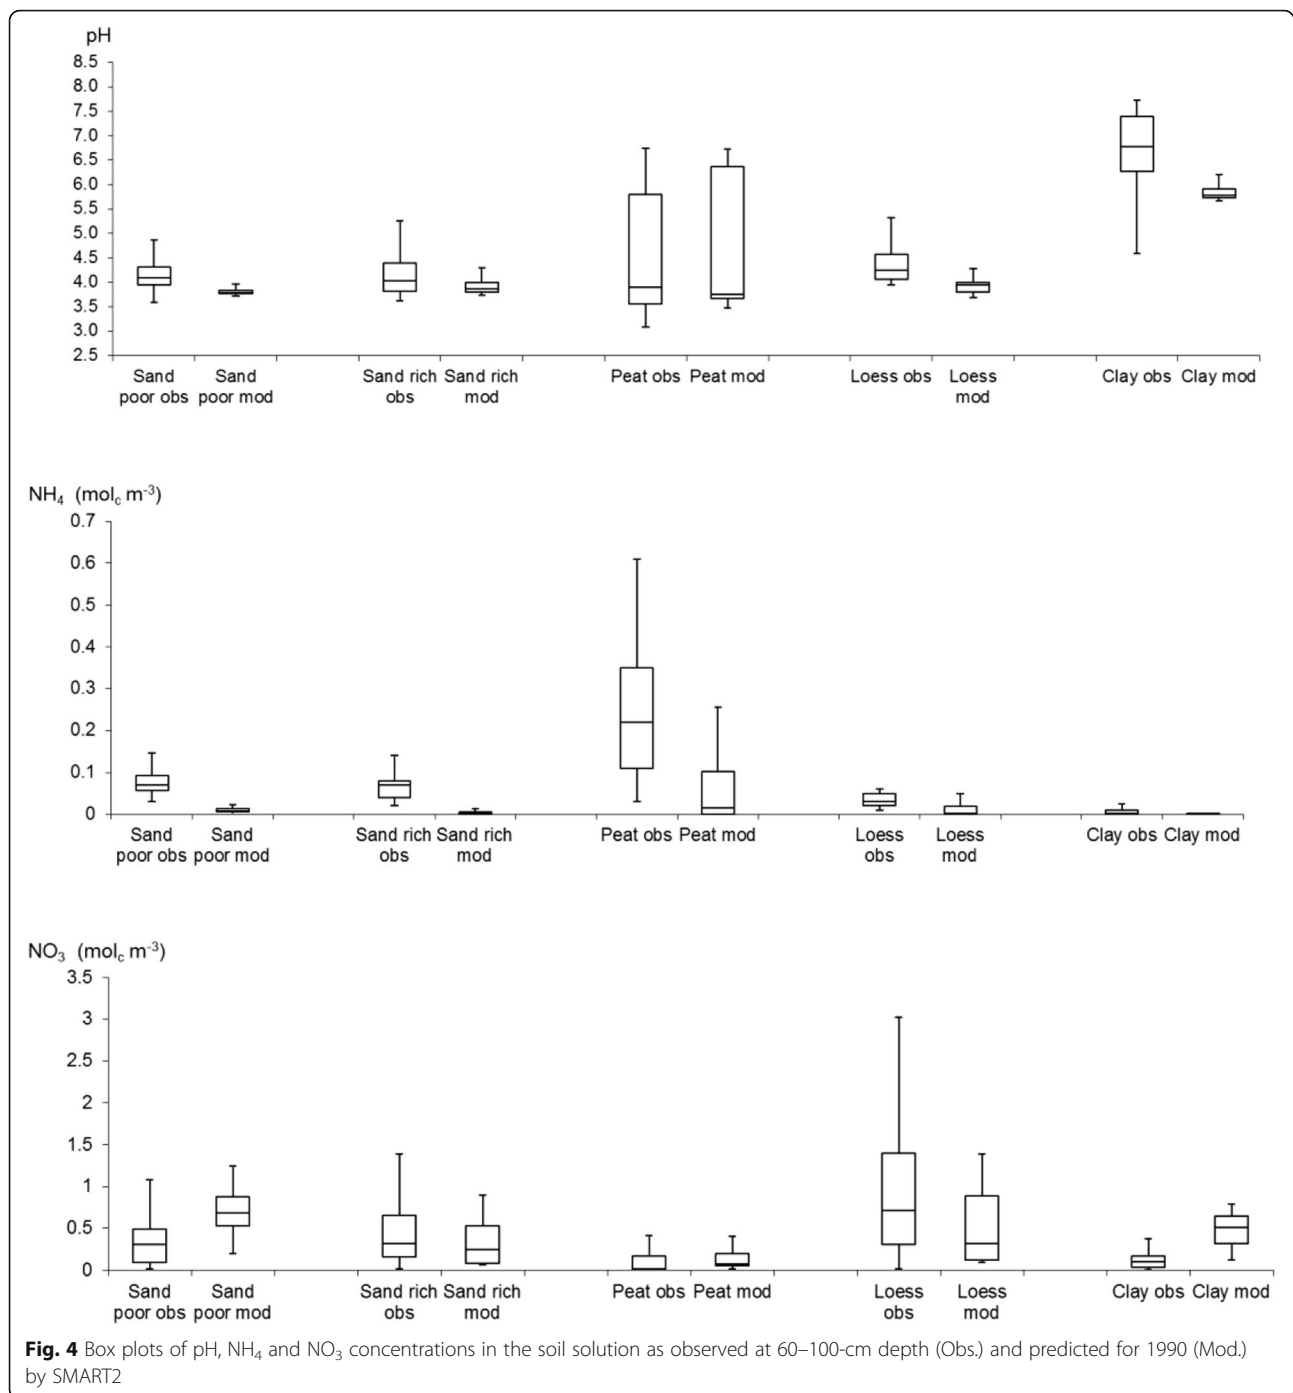 pH
8.5
8.0
7.5
7.0
6.5
6.0
5.5
5.0
4.5
4.0
3.5
3.0
2.5
Sand Sand Sand rich Sand rich Peat obs Peat mod Loess obs Loess Clay obs Clay mod
poor obs poor mod obs mod mod
NH₄ (mol_c m⁻³)
0.7
0.6
0.5
0.4
0.3
0.2
0.1
0
Sand Sand Sand rich Sand rich Peat obs Peat mod Loess Loess Clay obs Clay mod
poor obs poor mod obs mod obs mod
NO₃ (mol_c m⁻³)
3.5
3
2.5
2
1.5
1
0.5
0
Sand Sand Sand rich Sand rich Peat obs Peat mod Loess Loess Clay obs Clay mod
poor obs poor mod obs mod obs mod
Fig. 4 Box plots of pH, NH₄ and NO₃ concentrations in the soil solution as observed at 60–100-cm depth (Obs.) and predicted for 1990 (Mod.)
by SMART2